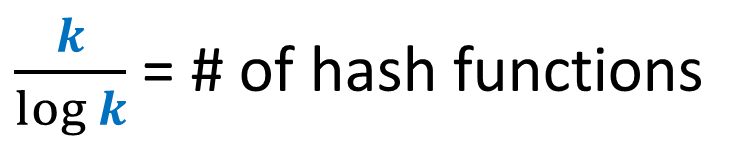 k
log k = # of hash functions